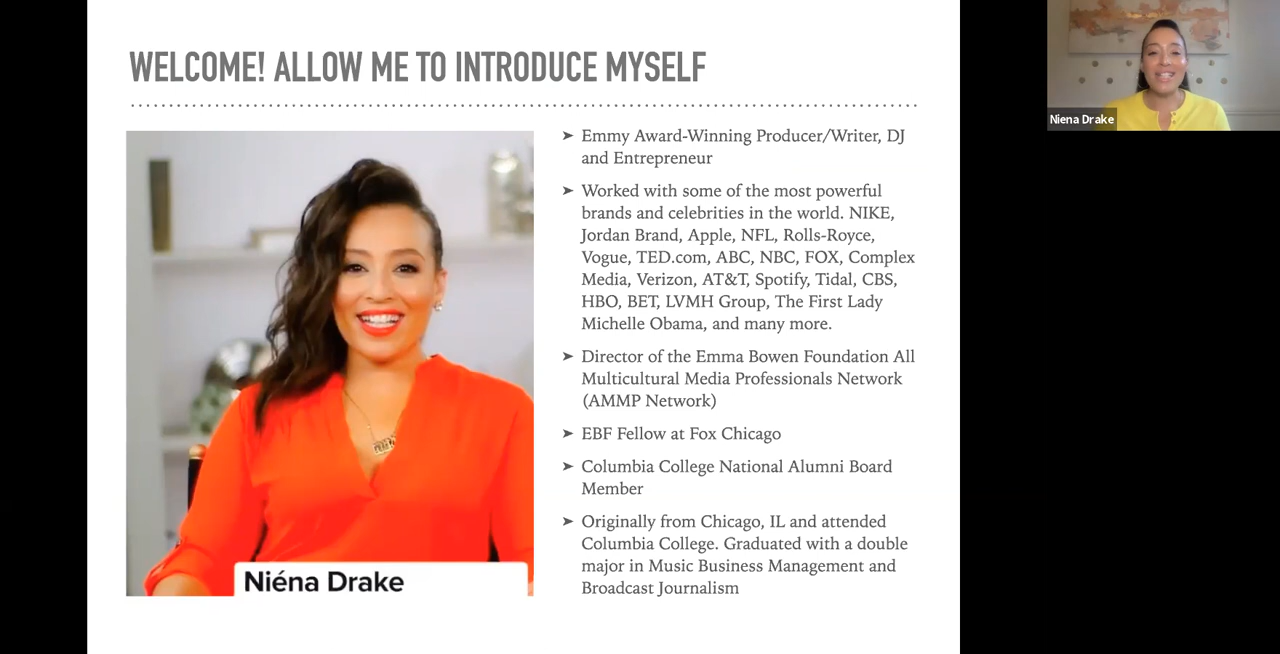 WELCOME! ALLOW ME TO INTRODUCE MYSELF
➤ Emmy Award-Winning Producer/Writer, DJ
and Entrepreneur
➤ Worked with some of the most powerful
brands and celebrities in the world. NIKE,
Jordan Brand, Apple, NFL, Rolls-Royce,
Vogue, TED.com, ABC, NBC, FOX, Complex
Media, Verizon, AT&T, Spotify, Tidal, CBS,
HBO, BET, LVMH Group, The First Lady
Michelle Obama, and many more.
➤ Director of the Emma Bowen Foundation All
Multicultural Media Professionals Network
(AMMP Network)
➤ EBF Fellow at Fox Chicago
➤ Columbia College National Alumni Board
Member
➤ Originally from Chicago, IL and attended
Columbia College. Graduated with a double
major in Music Business Management and
Broadcast Journalism
Niéna Drake
Niena Drake